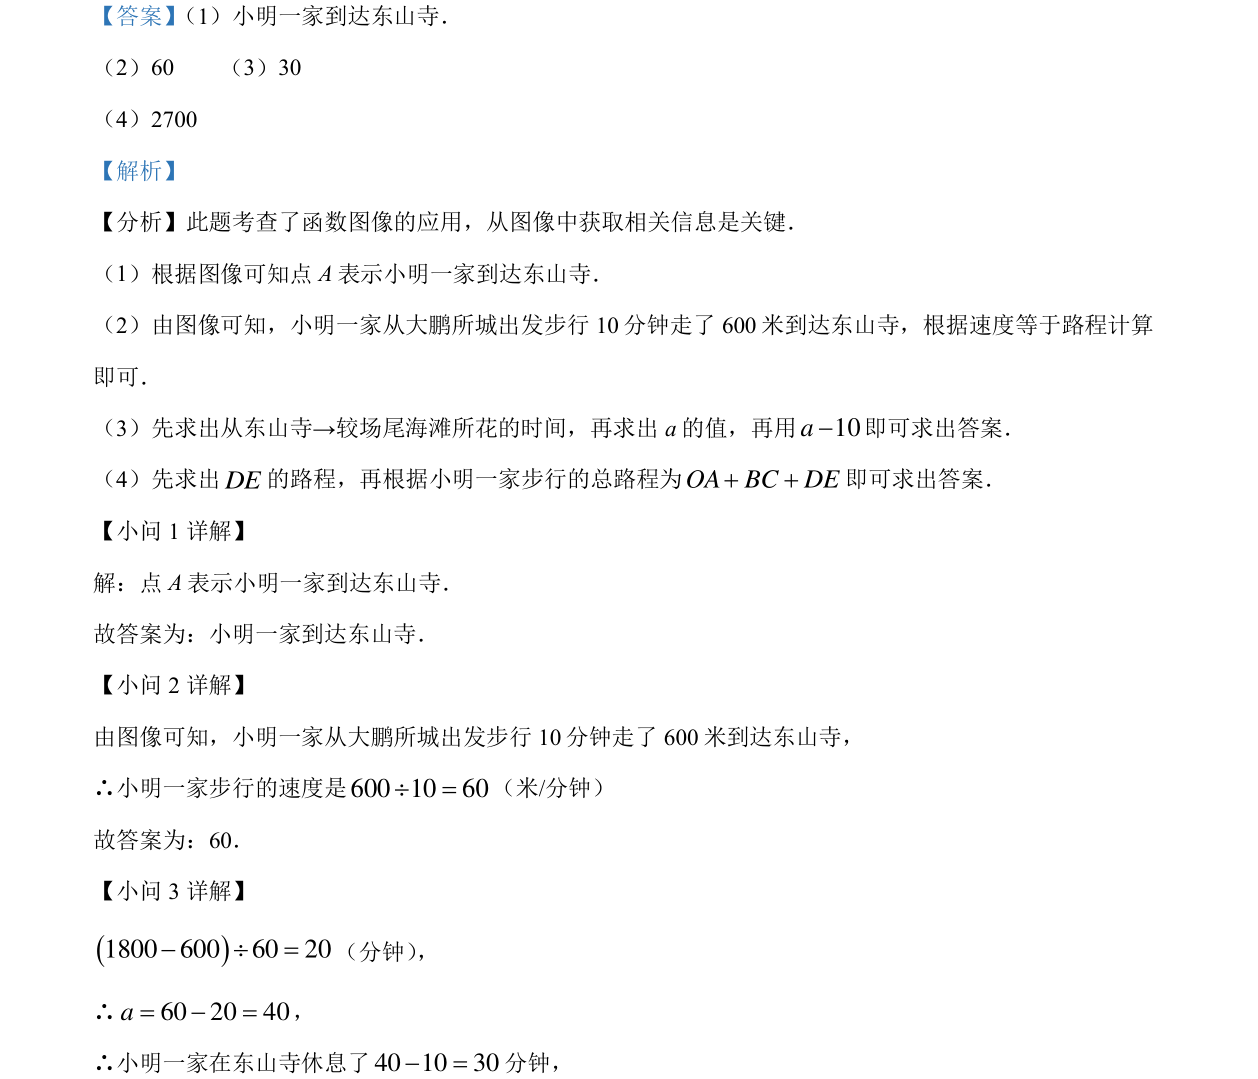 【答案】（1）小明一家到达东山寺．
（2）60　　（3）30
（4）2700
【解析】
【分析】此题考查了函数图像的应用，从图像中获取相关信息是关键．
（1）根据图像可知点 A 表示小明一家到达东山寺．
（2）由图像可知，小明一家从大鹏所城出发步行 10 分钟走了 600 米到达东山寺，根据速度等于路程计算
即可．
（3）先求出从东山寺→较场尾海滩所花的时间，再求出 a 的值，再用 a－10 即可求出答案．
（4）先求出 DE 的路程，再根据小明一家步行的总路程为 OA＋BC＋DE 即可求出答案．
【小问 1 详解】
解：点 A 表示小明一家到达东山寺．
故答案为：小明一家到达东山寺．
【小问 2 详解】
由图像可知，小明一家从大鹏所城出发步行 10 分钟走了 600 米到达东山寺，
∴小明一家步行的速度是 600÷10＝60（米/分钟）
故答案为：60．
【小问 3 详解】
(1800－600)÷60＝20（分钟），
∴ a＝60－20＝40，
∴小明一家在东山寺休息了 40－10＝30 分钟，